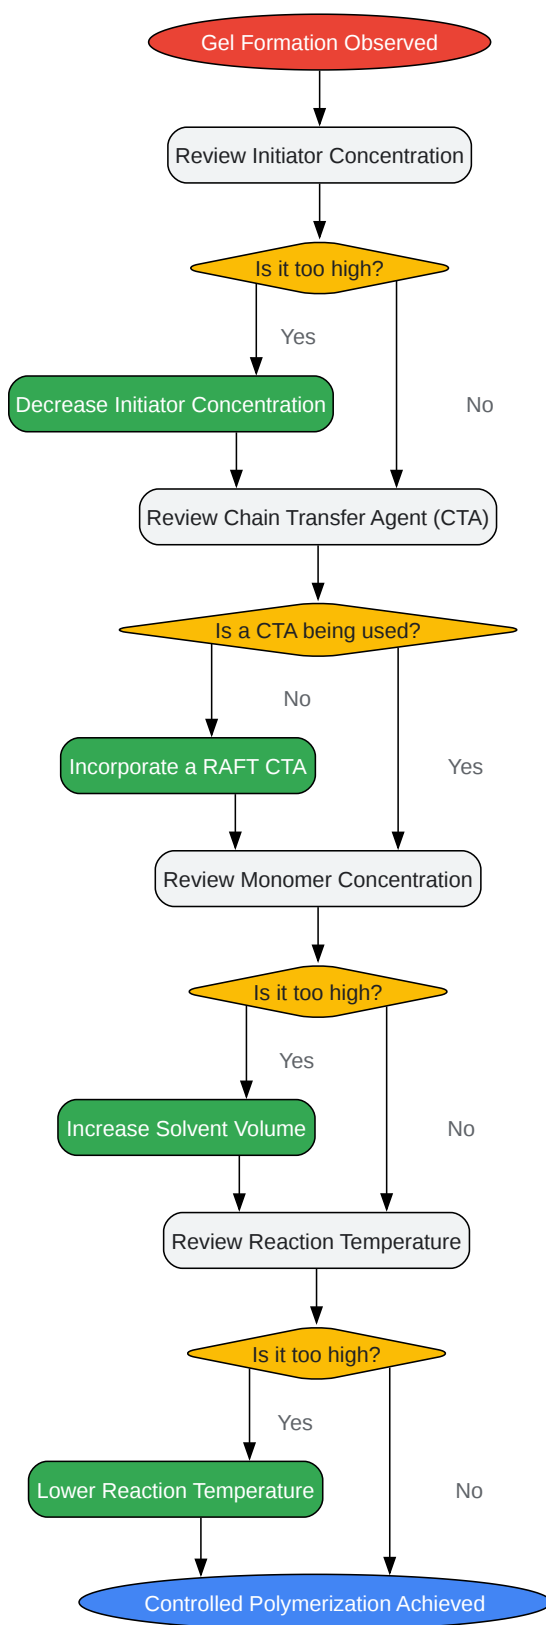 Gel Formation Observed
Review Initiator Concentration
Is it too high?
Yes
Decrease Initiator Concentration
No
Review Chain Transfer Agent (CTA)
Is a CTA being used?
No
Incorporate a RAFT CTA
Yes
Review Monomer Concentration
Is it too high?
Yes
Increase Solvent Volume
No
Review Reaction Temperature
Is it too high?
Yes
Lower Reaction Temperature
No
Controlled Polymerization Achieved